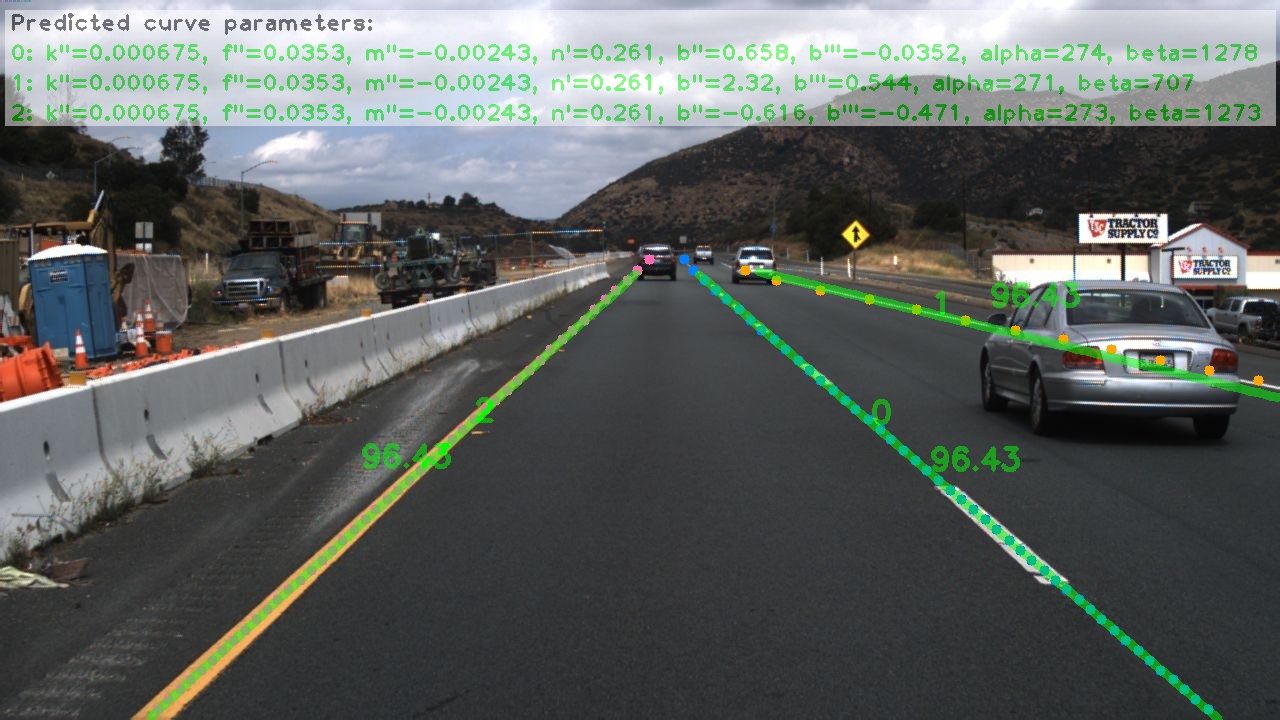 Predicted curve parameters:
0: k''=0.000675, f''=0.0353, m''=−0.00243, n'=0.261, b''=0.658, b'''=−0.0352, alpha=274, beta=1278
1: k''=0.000675, f''=0.0353, m''=−0.00243, n'=0.261, b''=2.32, b'''=0.544, alpha=271, beta=707
2: k''=0.000675, f''=0.0353, m''=−0.00243, n'=0.261, b''=−0.616, b'''=−0.471, alpha=273, beta=1273
TRACTOR
SUPPLY CO
TRACTOR
SUPPLY CO
1
96.43
2
0
96.43
96.43